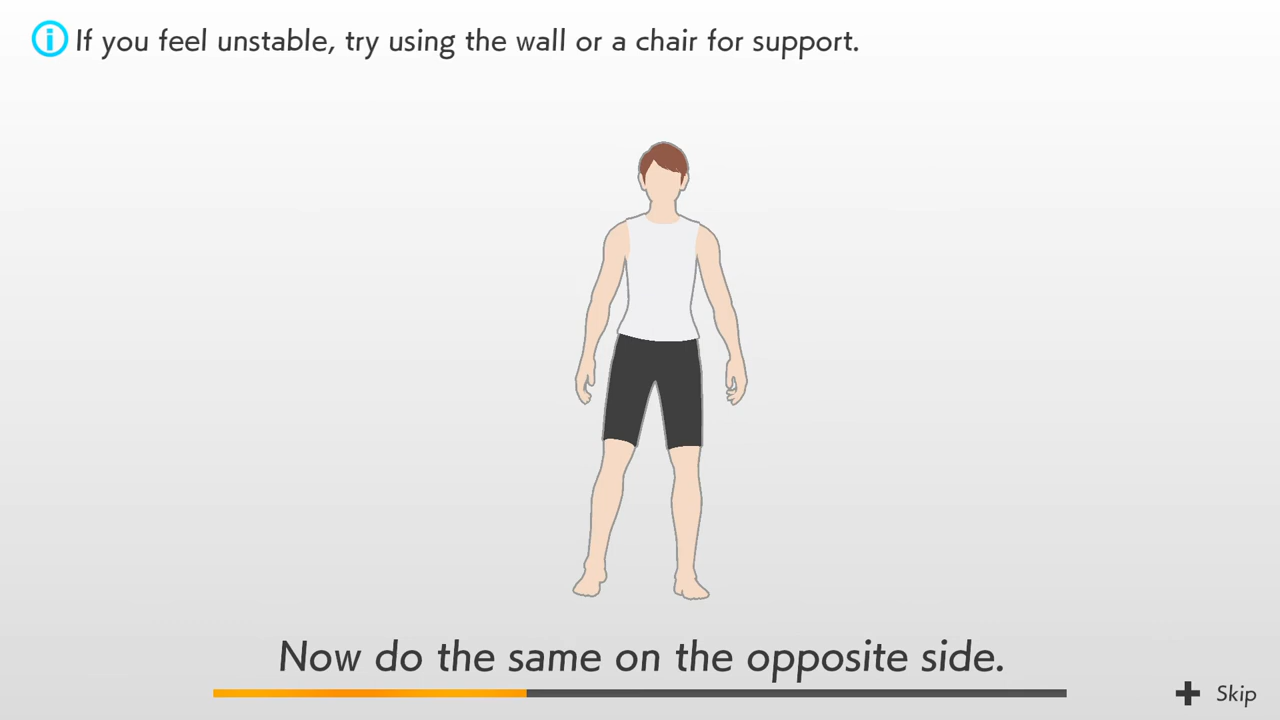 If you feel unstable, try using the wall or a chair for support.
Now do the same on the opposite side.
Skip